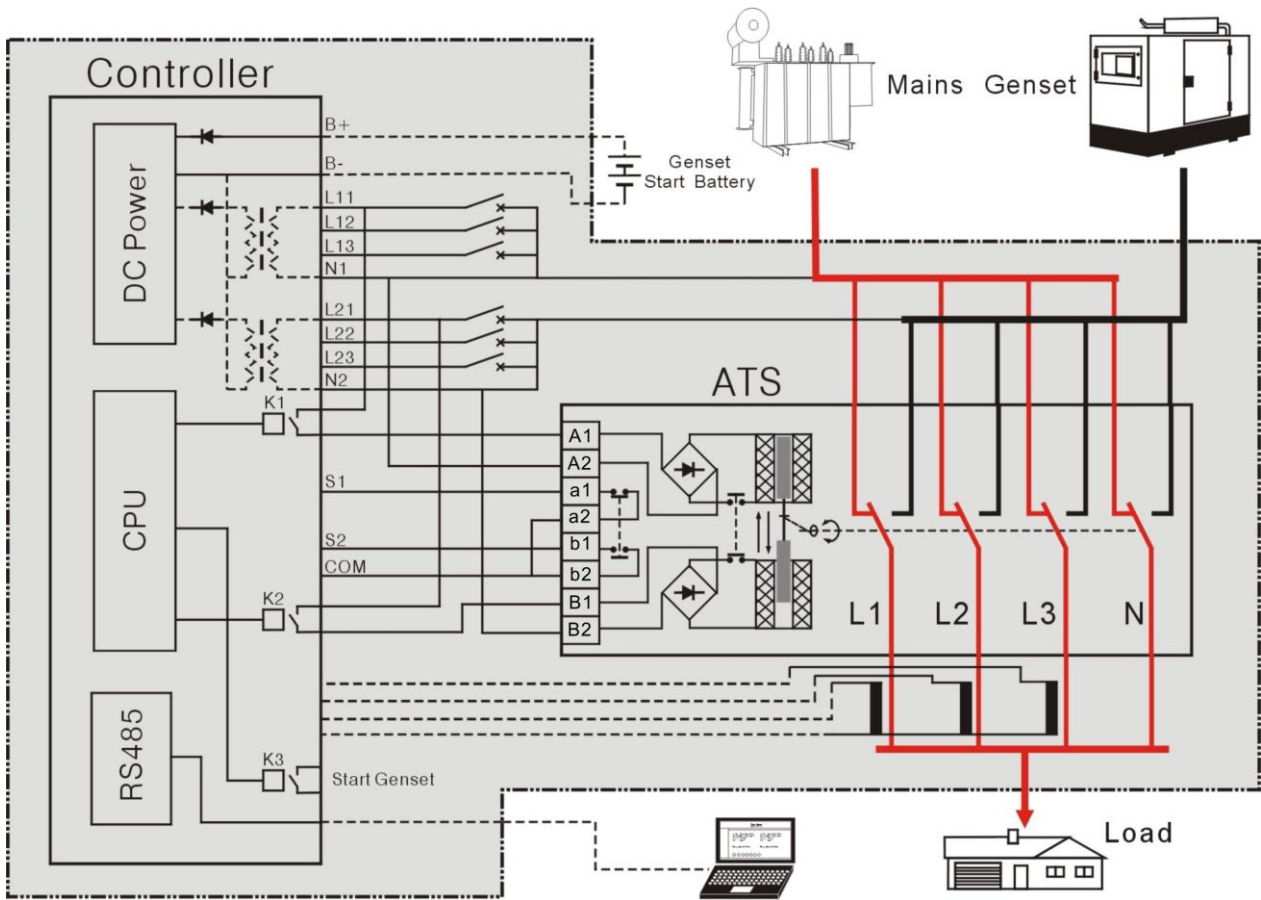 Controller
Mains Genset
DC Power
B+
B-
Genset
Start Battery
L11
L12
L13
N1
L21
L22
L23
N2
ATS
CPU
K1
S1
S2
COM
K2
A1
A2
a1
a2
b1
b2
B1
B2
L1
L2
L3
N
RS485
K3
Start Genset
Load